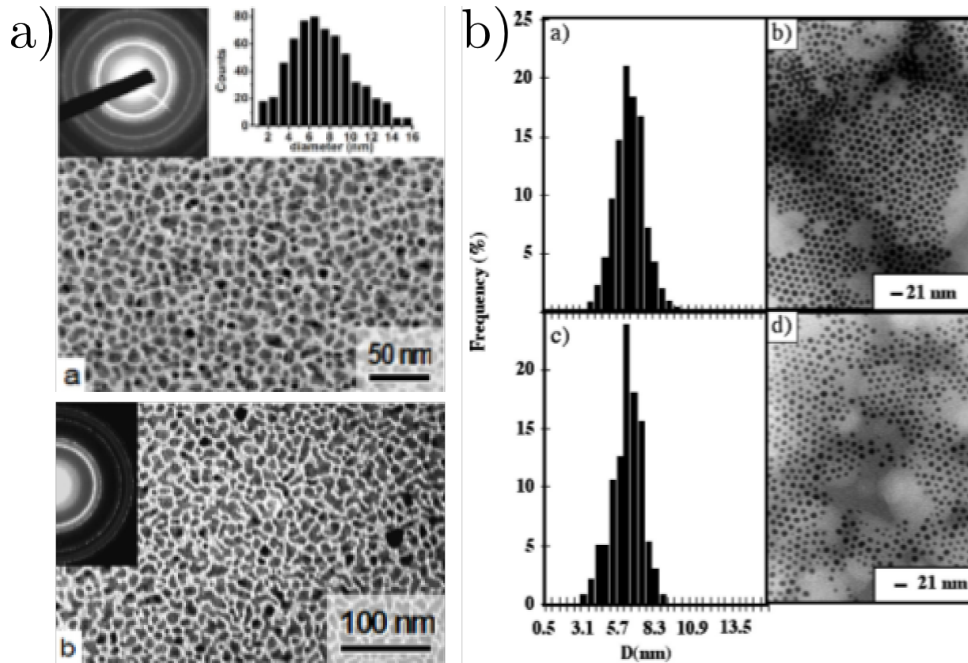 a)
80
60
40
20
0
Counts
2 4 6 8 10 12 14 16
diameter (nm)
50 nm
a
100 nm
b
b)
a)
25
20
15
10
5
Frequency (%)
b)
21 nm
c)
20
15
10
5
0
0.5 3.1 5.7 8.3 10.9 13.5
D(nm)
d)
21 nm